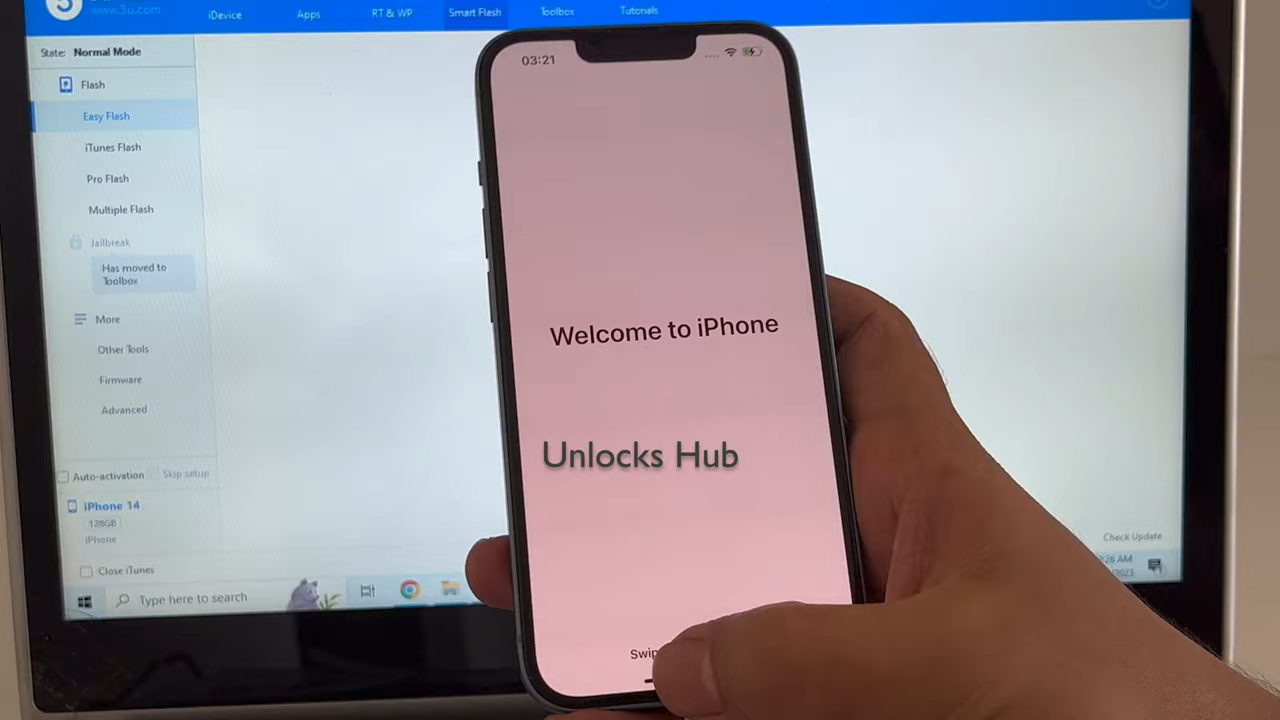 5
www.3u.com
iDevice
Apps
RT & WP
Smart Flash
Toolbox
Tutorials
State: Normal Mode
Flash
Easy Flash
iTunes Flash
Pro Flash
Multiple Flash
Jailbreak
Has moved to
Toolbox
More
Other Tools
Firmware
Advanced
Auto-activation
Skip setup
iPhone 14
128GB
iPhone
Close iTunes
Type here to search
03:21
Welcome to iPhone
Unlocks Hub
Check Update